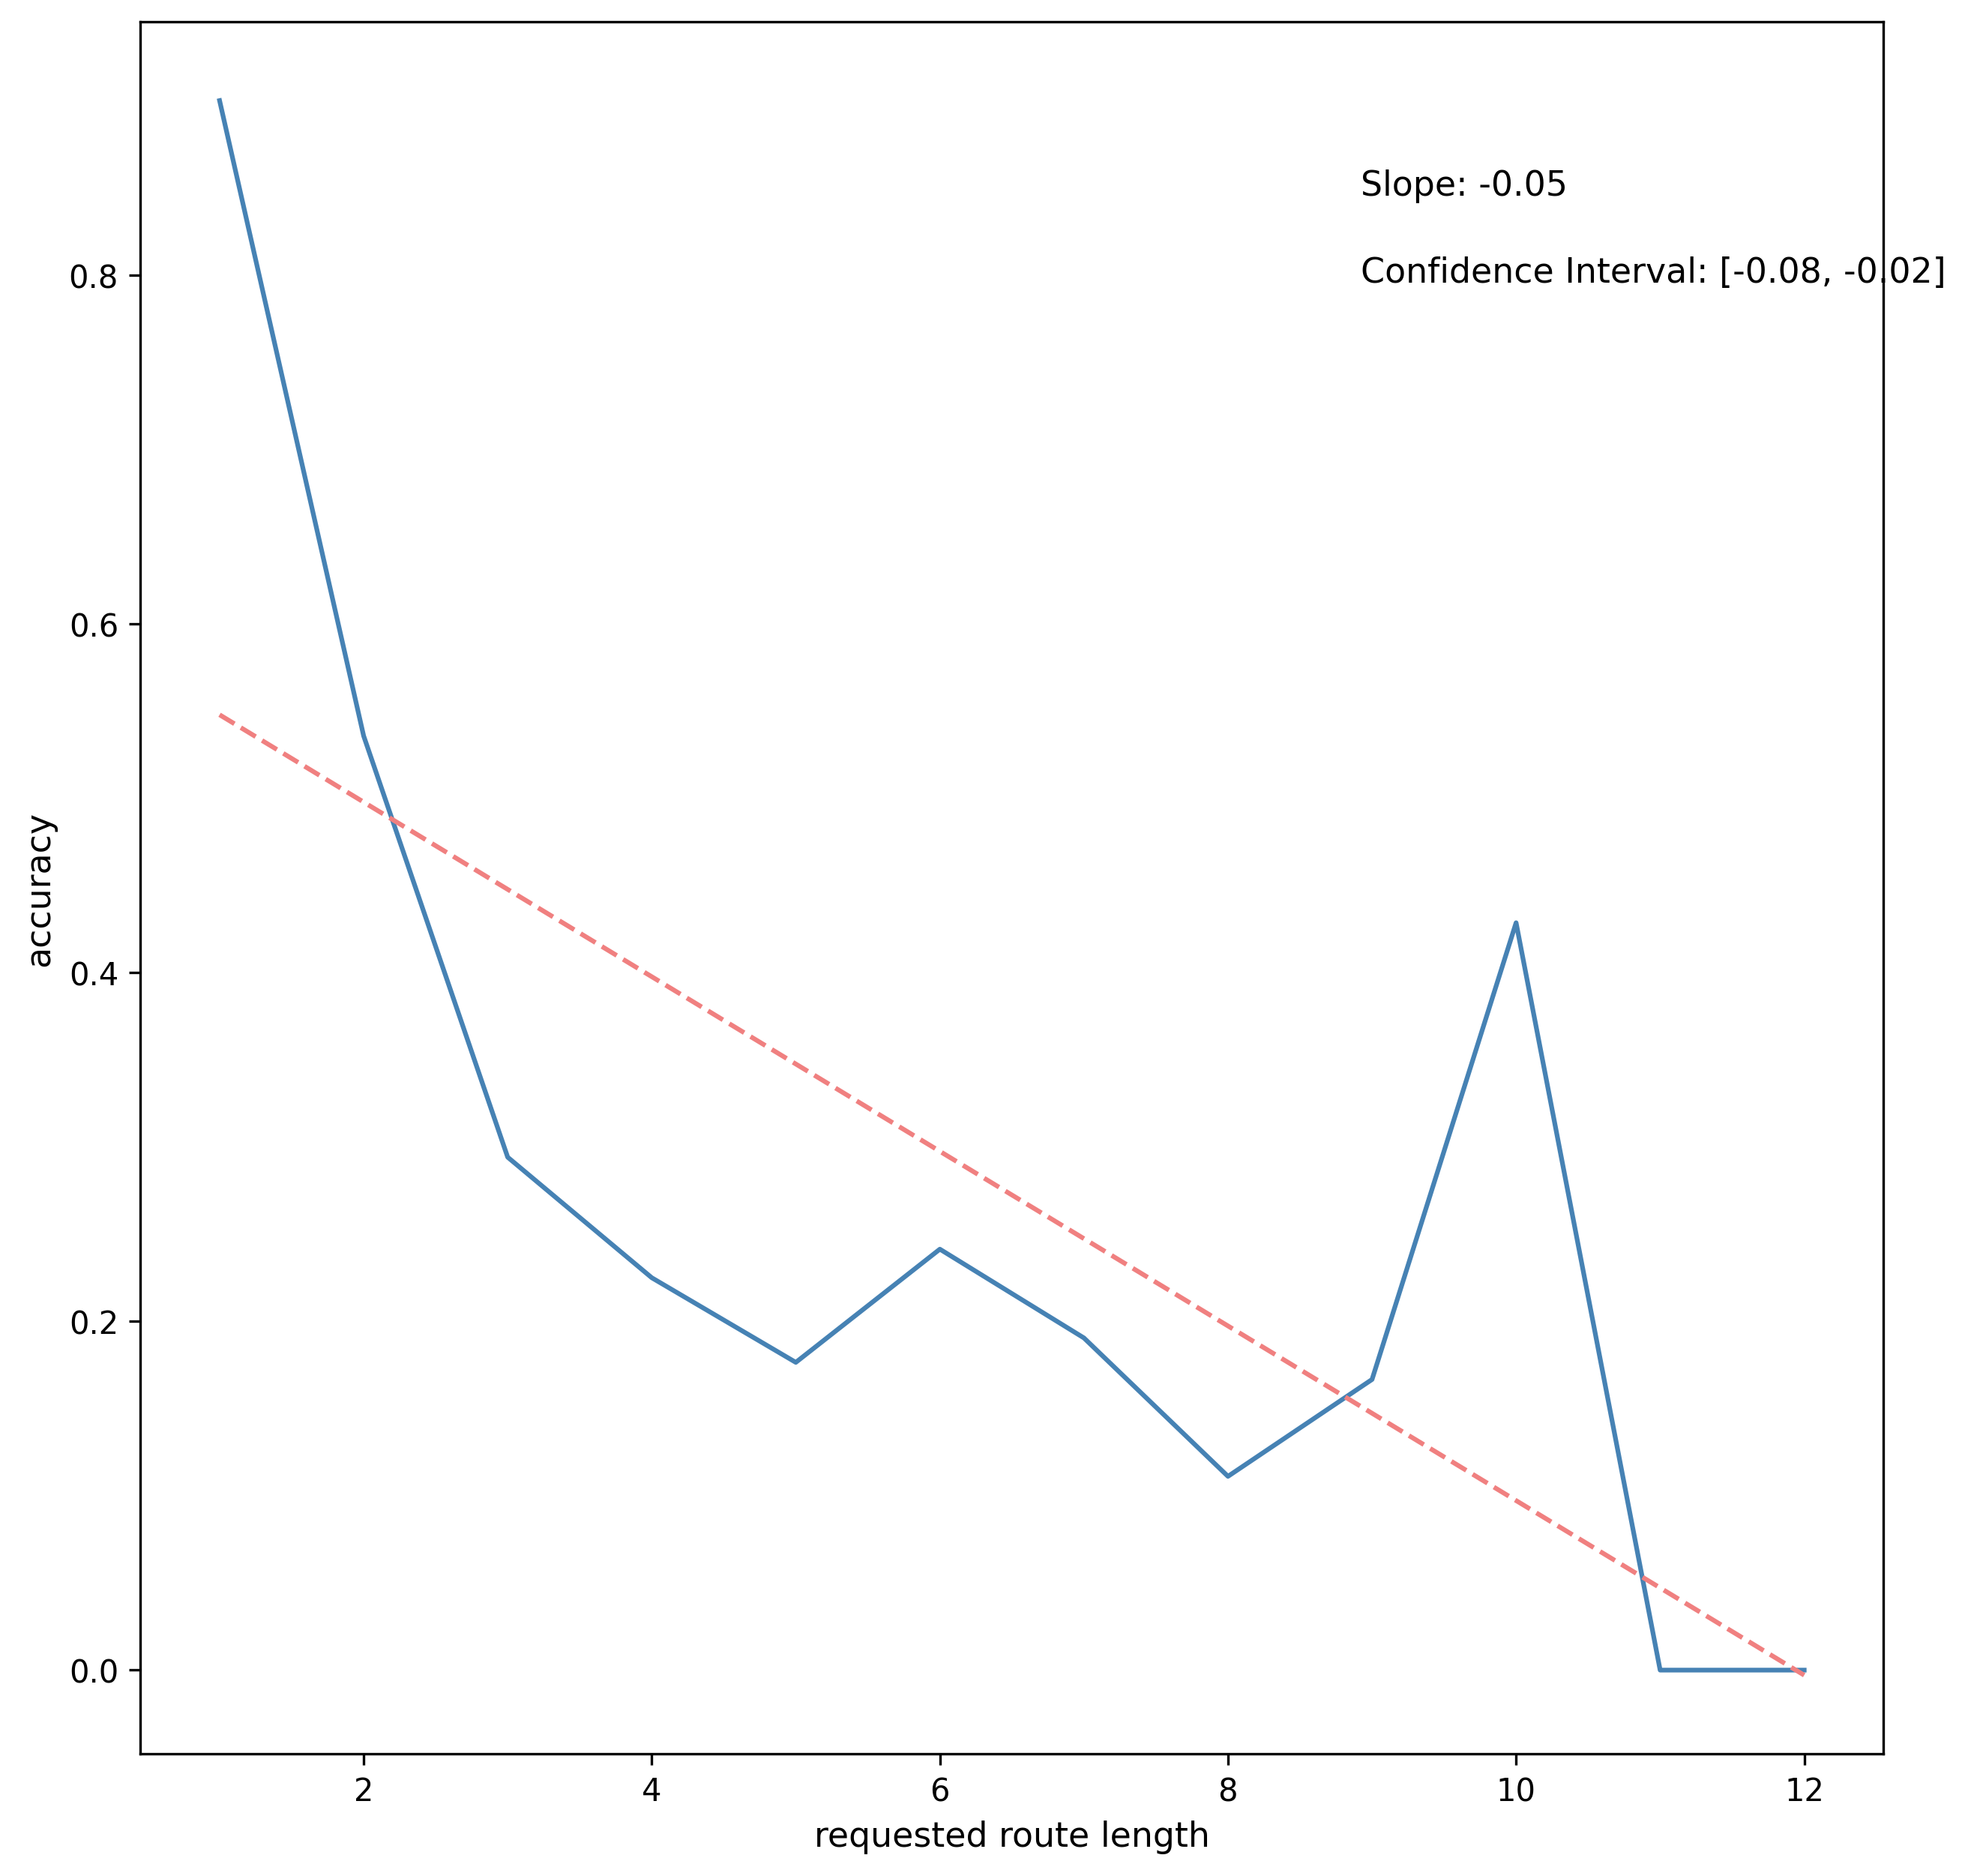 Slope: -0.05
Confidence Interval: [-0.08, -0.02]
0.8
0.6
0.4
0.2
0.0
accuracy
2 4 6 8 10 12
requested route length